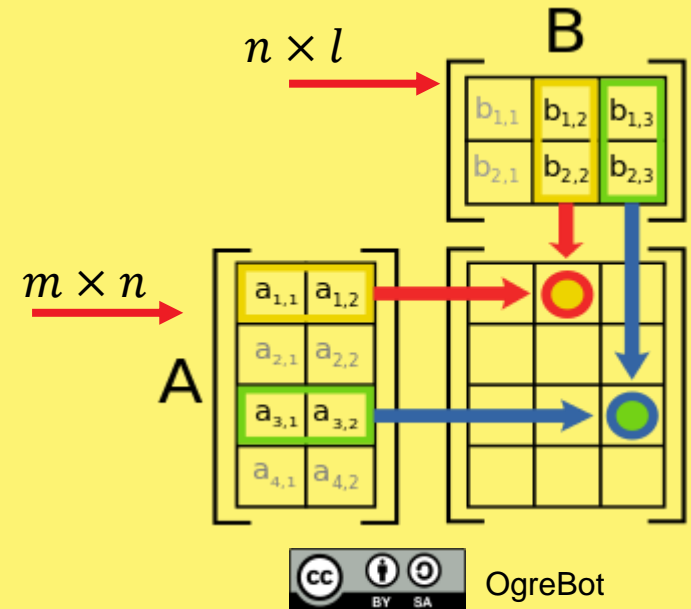 B
n × l
b1,1 b1,2 b1,3
b2,1 b2,2 b2,3
m × n
A
a1,1 a1,2
a2,1 a2,2
a3,1 a3,2
a4,1 a4,2
cc BY SA OgreBot